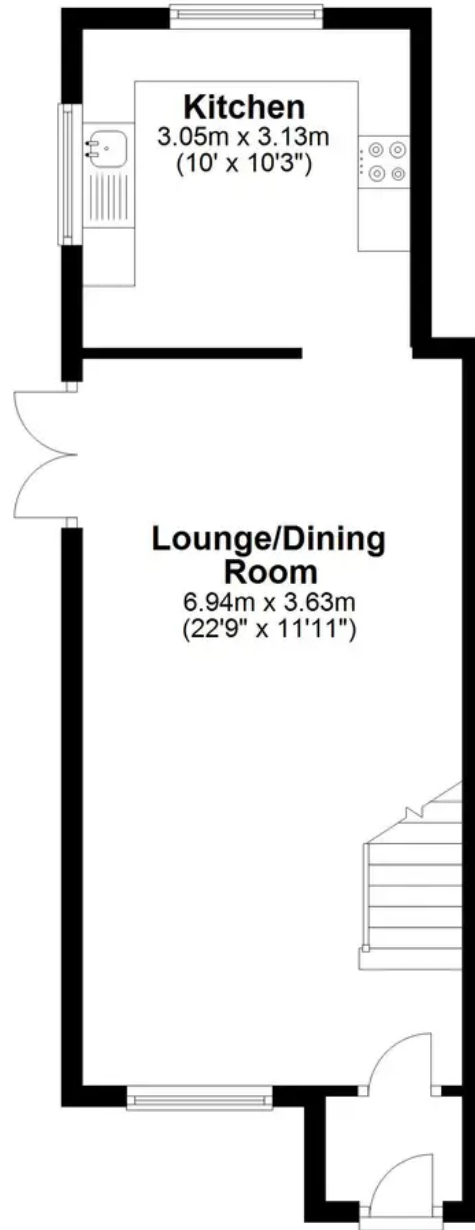 Kitchen
3.05m x 3.13m
(10' x 10'3")
Lounge/Dining
Room
6.94m x 3.63m
(22'9" x 11'11")